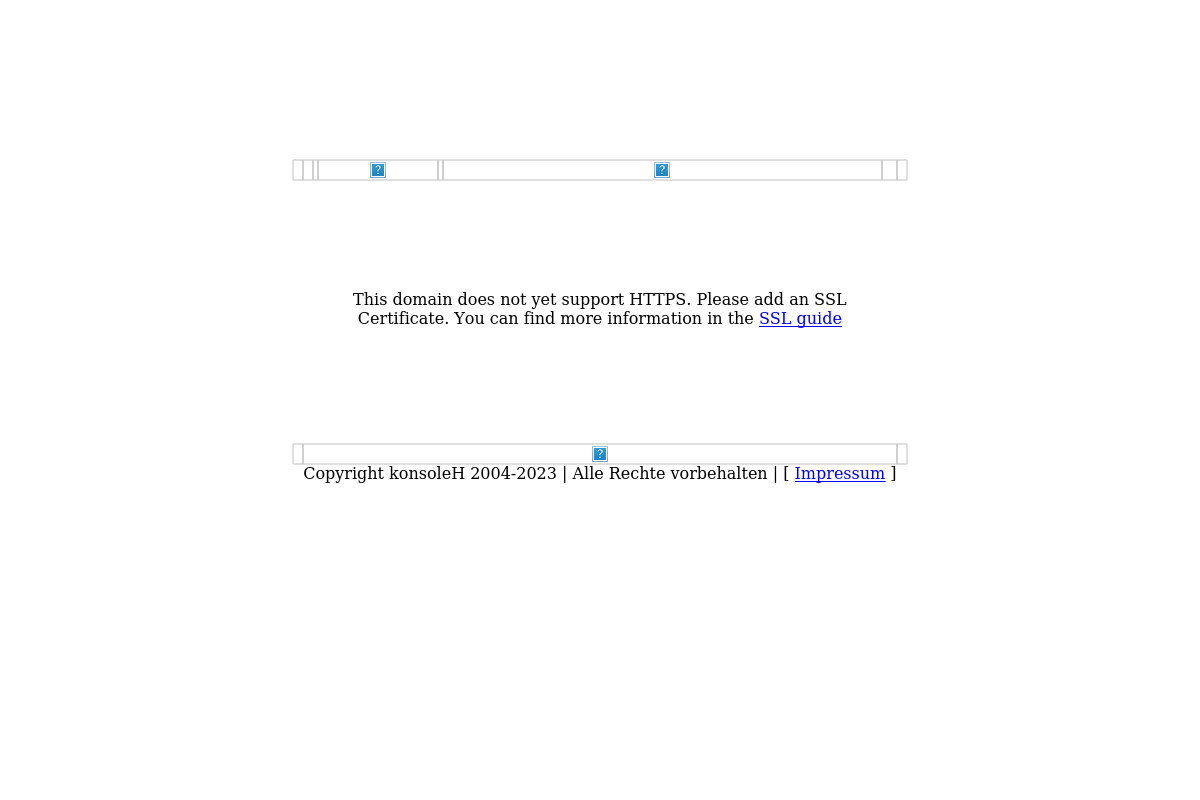 This domain does not yet support HTTPS. Please add an SSL
Certificate. You can find more information in the SSL guide
Copyright konsoleH 2004-2023 | Alle Rechte vorbehalten | [ Impressum ]